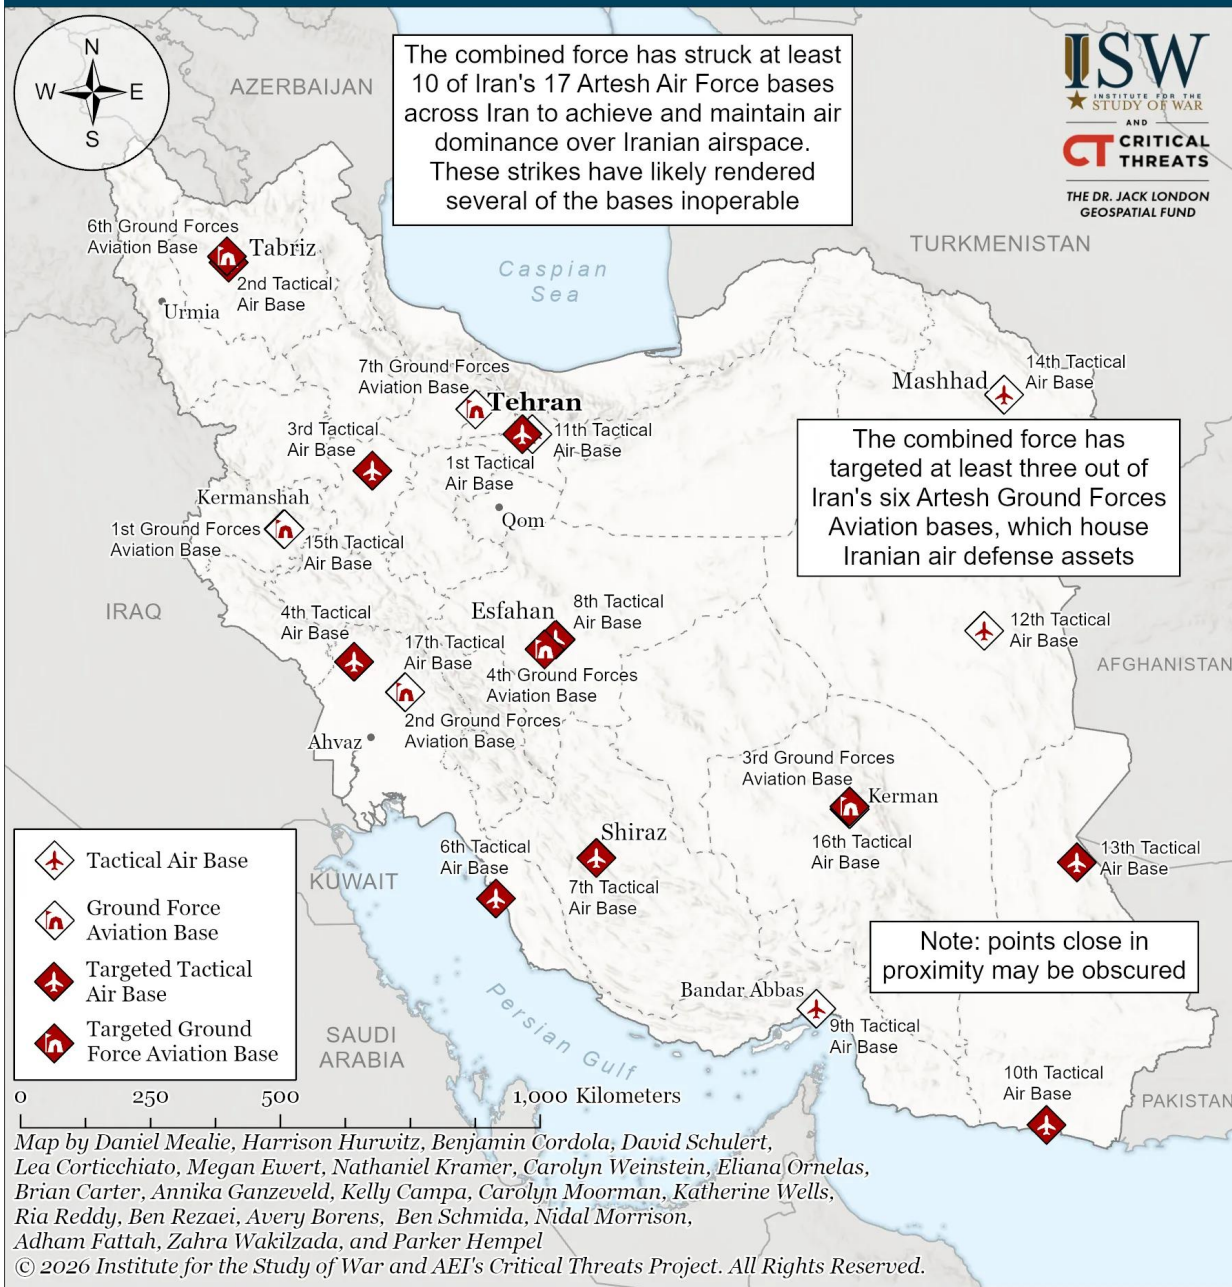 N
W E
S
AZERBAIJAN
The combined force has struck at least
10 of Iran's 17 Artesh Air Force bases
across Iran to achieve and maintain air
dominance over Iranian airspace.
These strikes have likely rendered
several of the bases inoperable
ISW
INSTITUTE FOR THE
STUDY OF WAR
AND
CT CRITICAL
THREATS
THE DR. JACK LONDON
GEOSPATIAL FUND
6th Ground Forces
Aviation Base
Tabriz
2nd Tactical
Air Base
Urmia
Caspian
Sea
TURKMENISTAN
7th Ground Forces
Aviation Base
Tehran
14th Tactical
Air Base
Mashhad
3rd Tactical
Air Base
11th Tactical
Air Base
1st Tactical
Air Base
The combined force has
targeted at least three out of
Iran's six Artesh Ground Forces
Aviation bases, which house
Iranian air defense assets
Kermanshah
1st Ground Forces
Aviation Base
15th Tactical
Air Base
Qom
IRAQ
4th Tactical
Air Base
Esfahan
8th Tactical
Air Base
17th Tactical
Air Base
4th Ground Forces
Aviation Base
12th Tactical
Air Base
AFGHANISTAN
2nd Ground Forces
Aviation Base
Ahvaz
3rd Ground Forces
Aviation Base
Kerman
16th Tactical
Air Base
6th Tactical
Air Base
Shiraz
7th Tactical
Air Base
13th Tactical
Air Base
KUWAIT
Tactical Air Base
Ground Force
Aviation Base
Targeted Tactical
Air Base
Targeted Ground
Force Aviation Base
Note: points close in
proximity may be obscured
Bandar Abbas
9th Tactical
Air Base
Persian Gulf
SAUDI
ARABIA
10th Tactical
Air Base
PAKISTAN
0 250 500 1,000 Kilometers
Map by Daniel Mealie, Harrison Hurwitz, Benjamin Cordola, David Schulert,
Lea Corticchiato, Megan Ewert, Nathaniel Kramer, Carolyn Weinstein, Eliana Ornelas,
Brian Carter, Annika Ganzeveld, Kelly Campa, Carolyn Moorman, Katherine Wells,
Ria Reddy, Ben Rezaei, Avery Borens, Ben Schmida, Nidal Morrison,
Adham Fattah, Zahra Wakilzada, and Parker Hempel
© 2026 Institute for the Study of War and AEI's Critical Threats Project. All Rights Reserved.